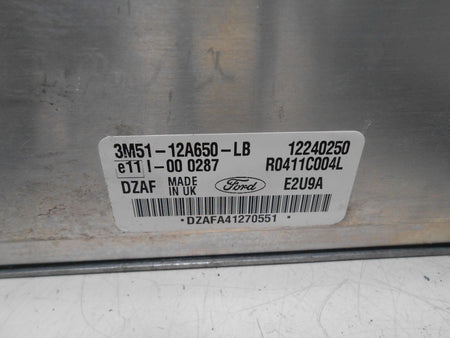 3M51-12A650-LB 12240250
e11 I-00 0287 R0411C004L
DZAF MADE IN UK Ford E2U9A
*DZAFA41270551*